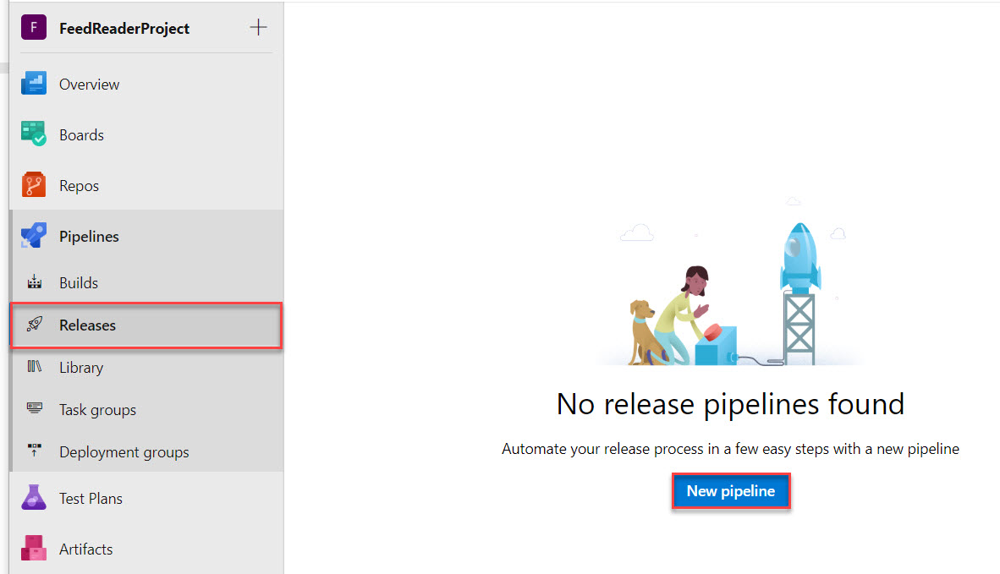 F
FeedReaderProject
Overview
Boards
Repos
Pipelines
Builds
Releases
Library
Task groups
Deployment groups
Test Plans
Artifacts
No release pipelines found
Automate your release process in a few easy steps with a new pipeline
New pipeline